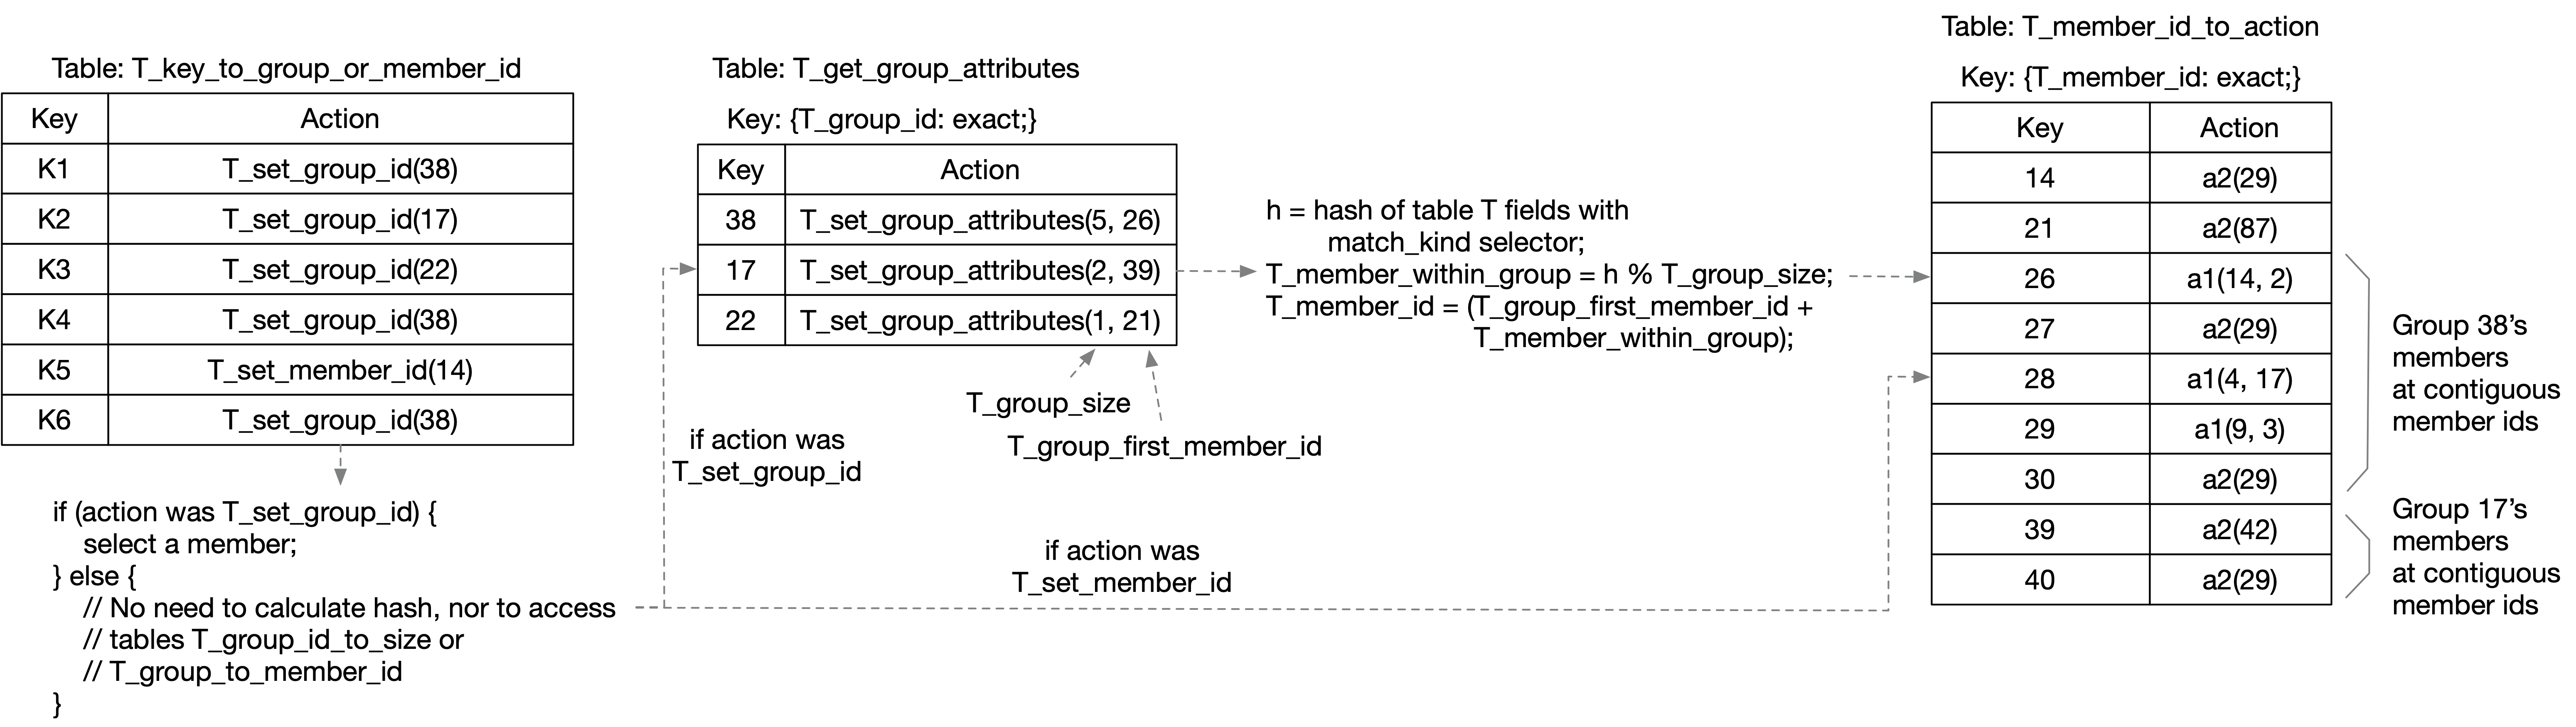 Table: T_key_to_group_or_member_id
Key Action
K1 T_set_group_id(38)
K2 T_set_group_id(17)
K3 T_set_group_id(22)
K4 T_set_group_id(38)
K5 T_set_member_id(14)
K6 T_set_group_id(38)
if (action was T_set_group_id) {
select a member;
} else {
// No need to calculate hash, nor to access
// tables T_group_id_to_size or
// T_group_to_member_id
}
if action was
T_set_group_id
if action was
T_set_member_id
Table: T_get_group_attributes
Key: {T_group_id: exact;}
Key Action
38 T_set_group_attributes(5, 26)
17 T_set_group_attributes(2, 39)
22 T_set_group_attributes(1, 21)
T_group_size
T_group_first_member_id
h = hash of table T fields with
match_kind selector;
T_member_within_group = h % T_group_size;
T_member_id = (T_group_first_member_id +
T_member_within_group);
Table: T_member_id_to_action
Key: {T_member_id: exact;}
Key Action
14 a2(29)
21 a2(87)
26 a1(14, 2)
27 a2(29)
28 a1(4, 17)
29 a1(9, 3)
30 a2(29)
39 a2(42)
40 a2(29)
Group 38’s
members
at contiguous
member ids
Group 17’s
members
at contiguous
member ids